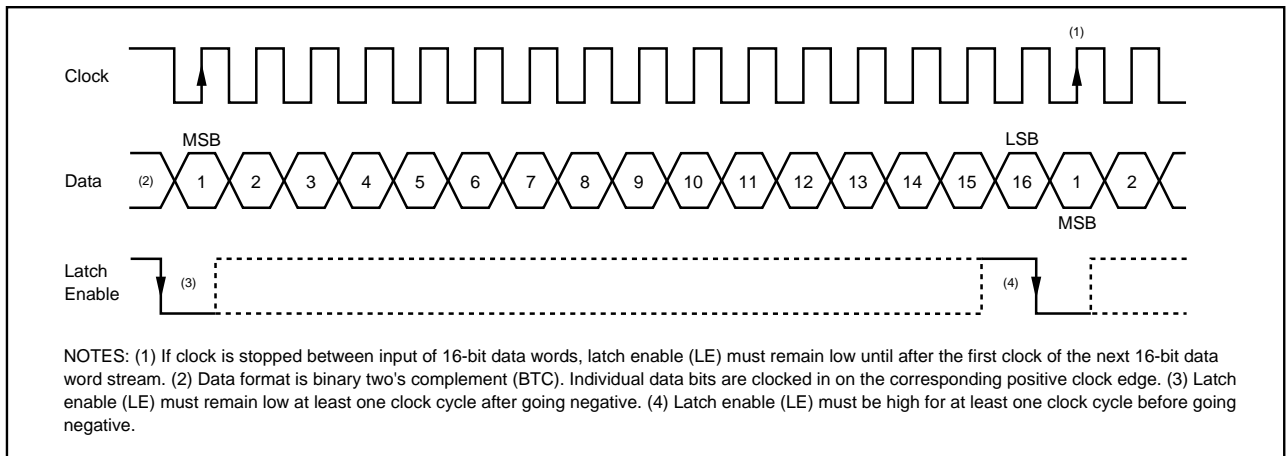 (1)
Clock
MSB
LSB
Data
(2) 1 2 3 4 5 6 7 8 9 10 11 12 13 14 15 16 1 2
MSB
Latch
Enable
(3)
(4)
NOTES: (1) If clock is stopped between input of 16-bit data words, latch enable (LE) must remain low until after the first clock of the next 16-bit data
word stream. (2) Data format is binary two's complement (BTC). Individual data bits are clocked in on the corresponding positive clock edge. (3) Latch
enable (LE) must remain low at least one clock cycle after going negative. (4) Latch enable (LE) must be high for at least one clock cycle before going
negative.